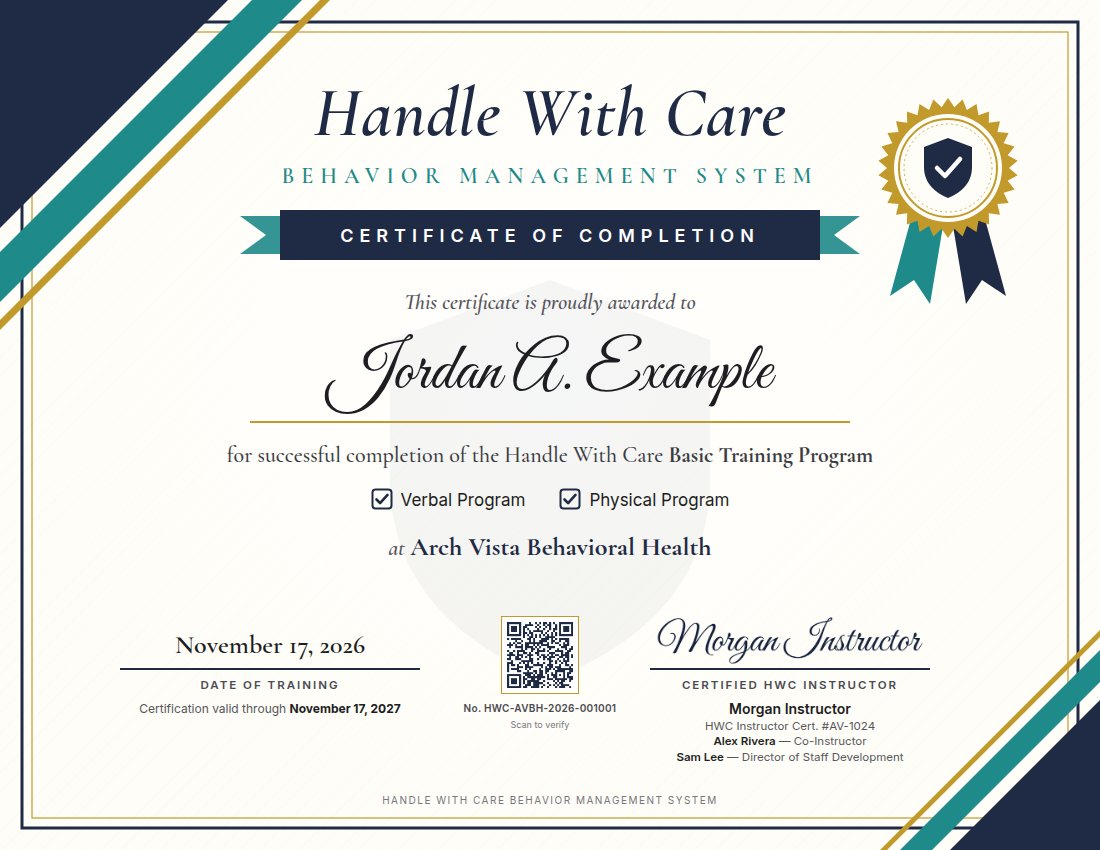 Handle With Care
BEHAVIOR MANAGEMENT SYSTEM
CERTIFICATE OF COMPLETION
This certificate is proudly awarded to
Jordan A. Example
for successful completion of the Handle With Care Basic Training Program
Verbal Program Physical Program
at Arch Vista Behavioral Health
November 17, 2026
DATE OF TRAINING
Certification valid through November 17, 2027
No. HWC-AVBH-2026-001001
Scan to verify
Morgan Instructor
CERTIFIED HWC INSTRUCTOR
Morgan Instructor
HWC Instructor Cert. #AV-1024
Alex Rivera — Co-Instructor
Sam Lee — Director of Staff Development
HANDLE WITH CARE BEHAVIOR MANAGEMENT SYSTEM